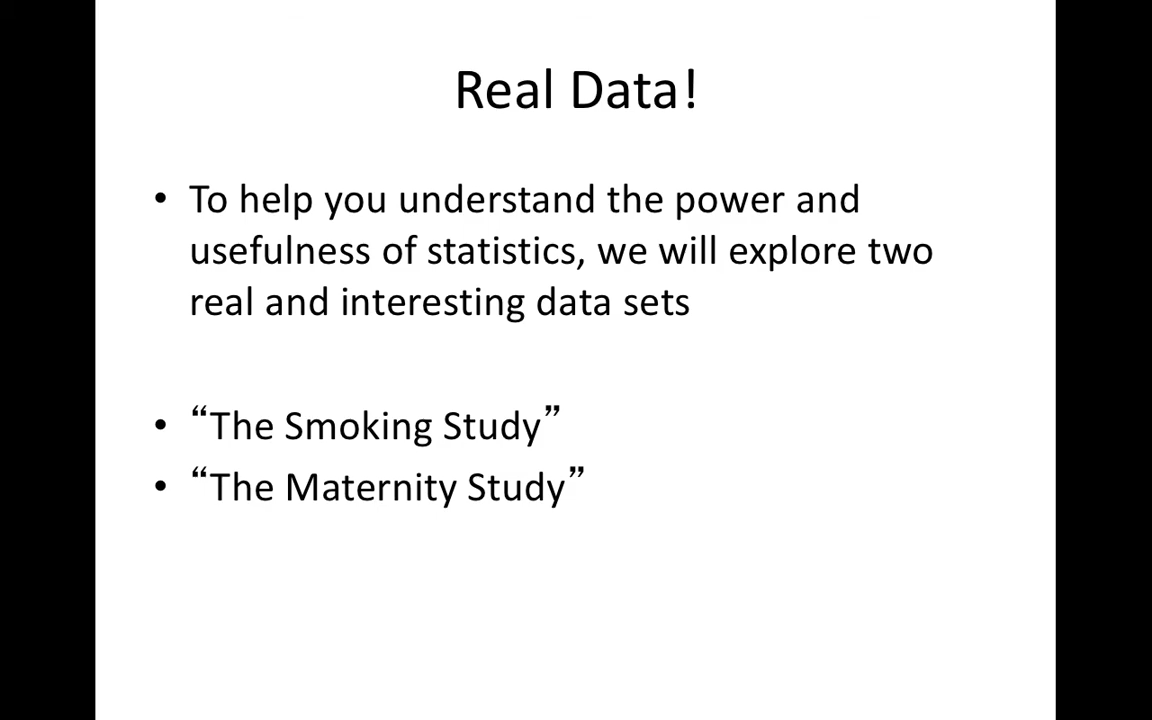 Real Data!
• To help you understand the power and
usefulness of statistics, we will explore two
real and interesting data sets
• “The Smoking Study”
• “The Maternity Study”